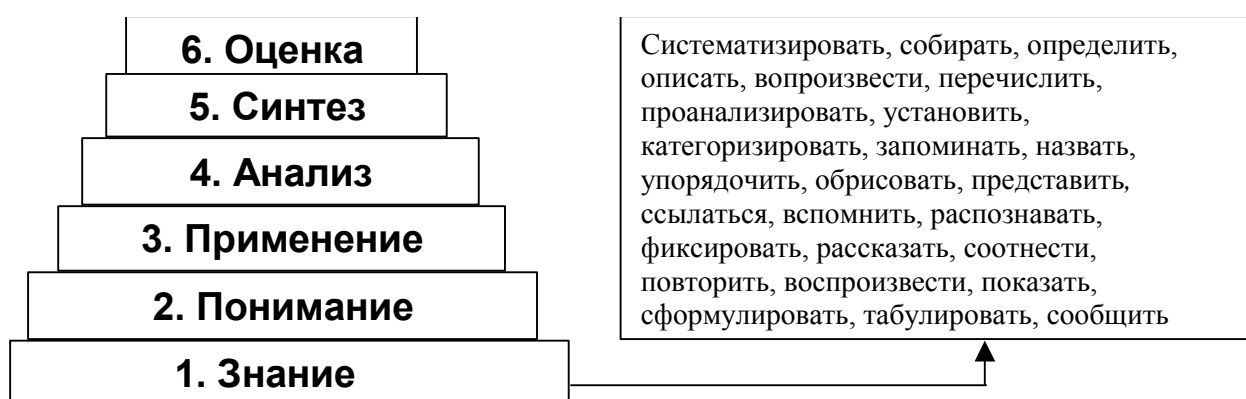 6. Оценка
5. Синтез
4. Анализ
3. Применение
2. Понимание
1. Знание
Систематизировать, собирать, определить,
описать, вопроизвести, перечислить,
проанализировать, установить,
категоризировать, запоминать, назвать,
упорядочить, обрисовать, представить,
ссылаться, вспомнить, распознавать,
фиксировать, рассказать, соотнести,
повторить, воспроизвести, показать,
сформулировать, табулировать, сообщить